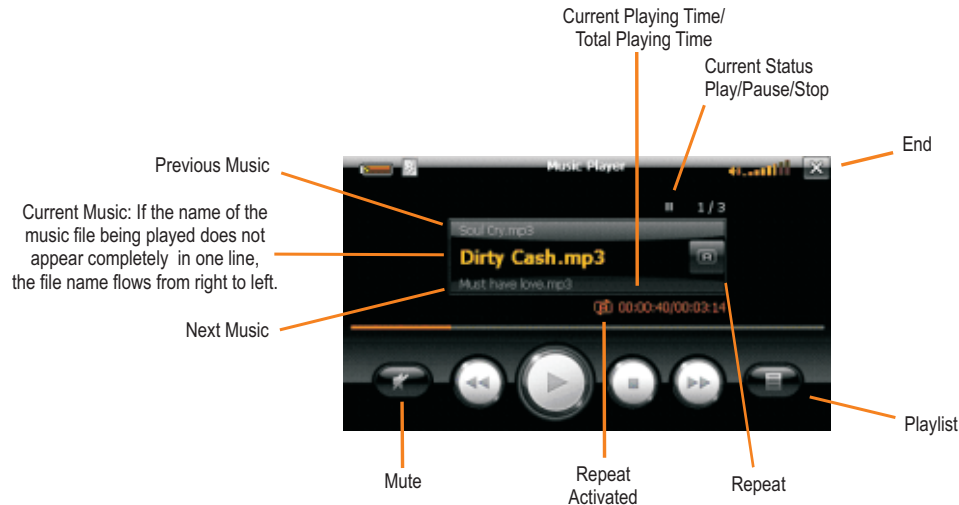 Current Playing Time/
Total Playing Time
Current Status
Play/Pause/Stop
End
Previous Music
Current Music: If the name of the
music file being played does not
appear completely in one line,
the file name flows from right to left.
Next Music
Music Player
1 / 3
Soul Cry.mp3
Dirty Cash.mp3
Must have love.mp3
00:00:40/00:03:14
Mute
Repeat
Activated
Repeat
Playlist